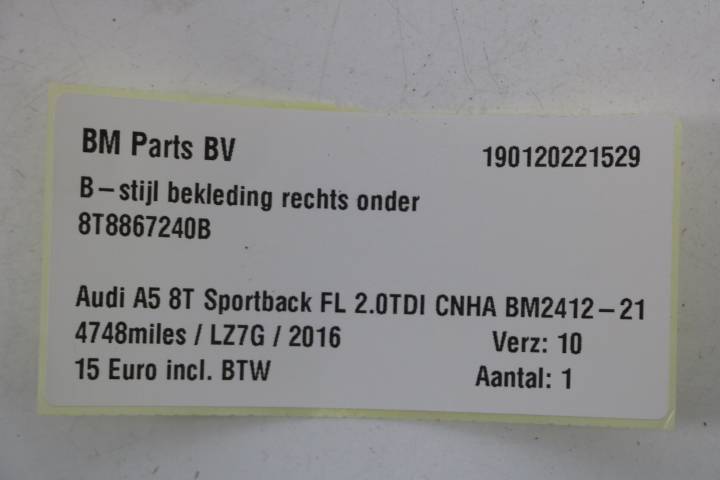 BM Parts BV 190120221529
B-stijl bekleding rechts onder
8T8867240B
Audi A5 8T Sportback FL 2.0TDI CNHA BM2412-21
4748miles / LZ7G / 2016 Verz: 10
15 Euro incl. BTW Aantal: 1